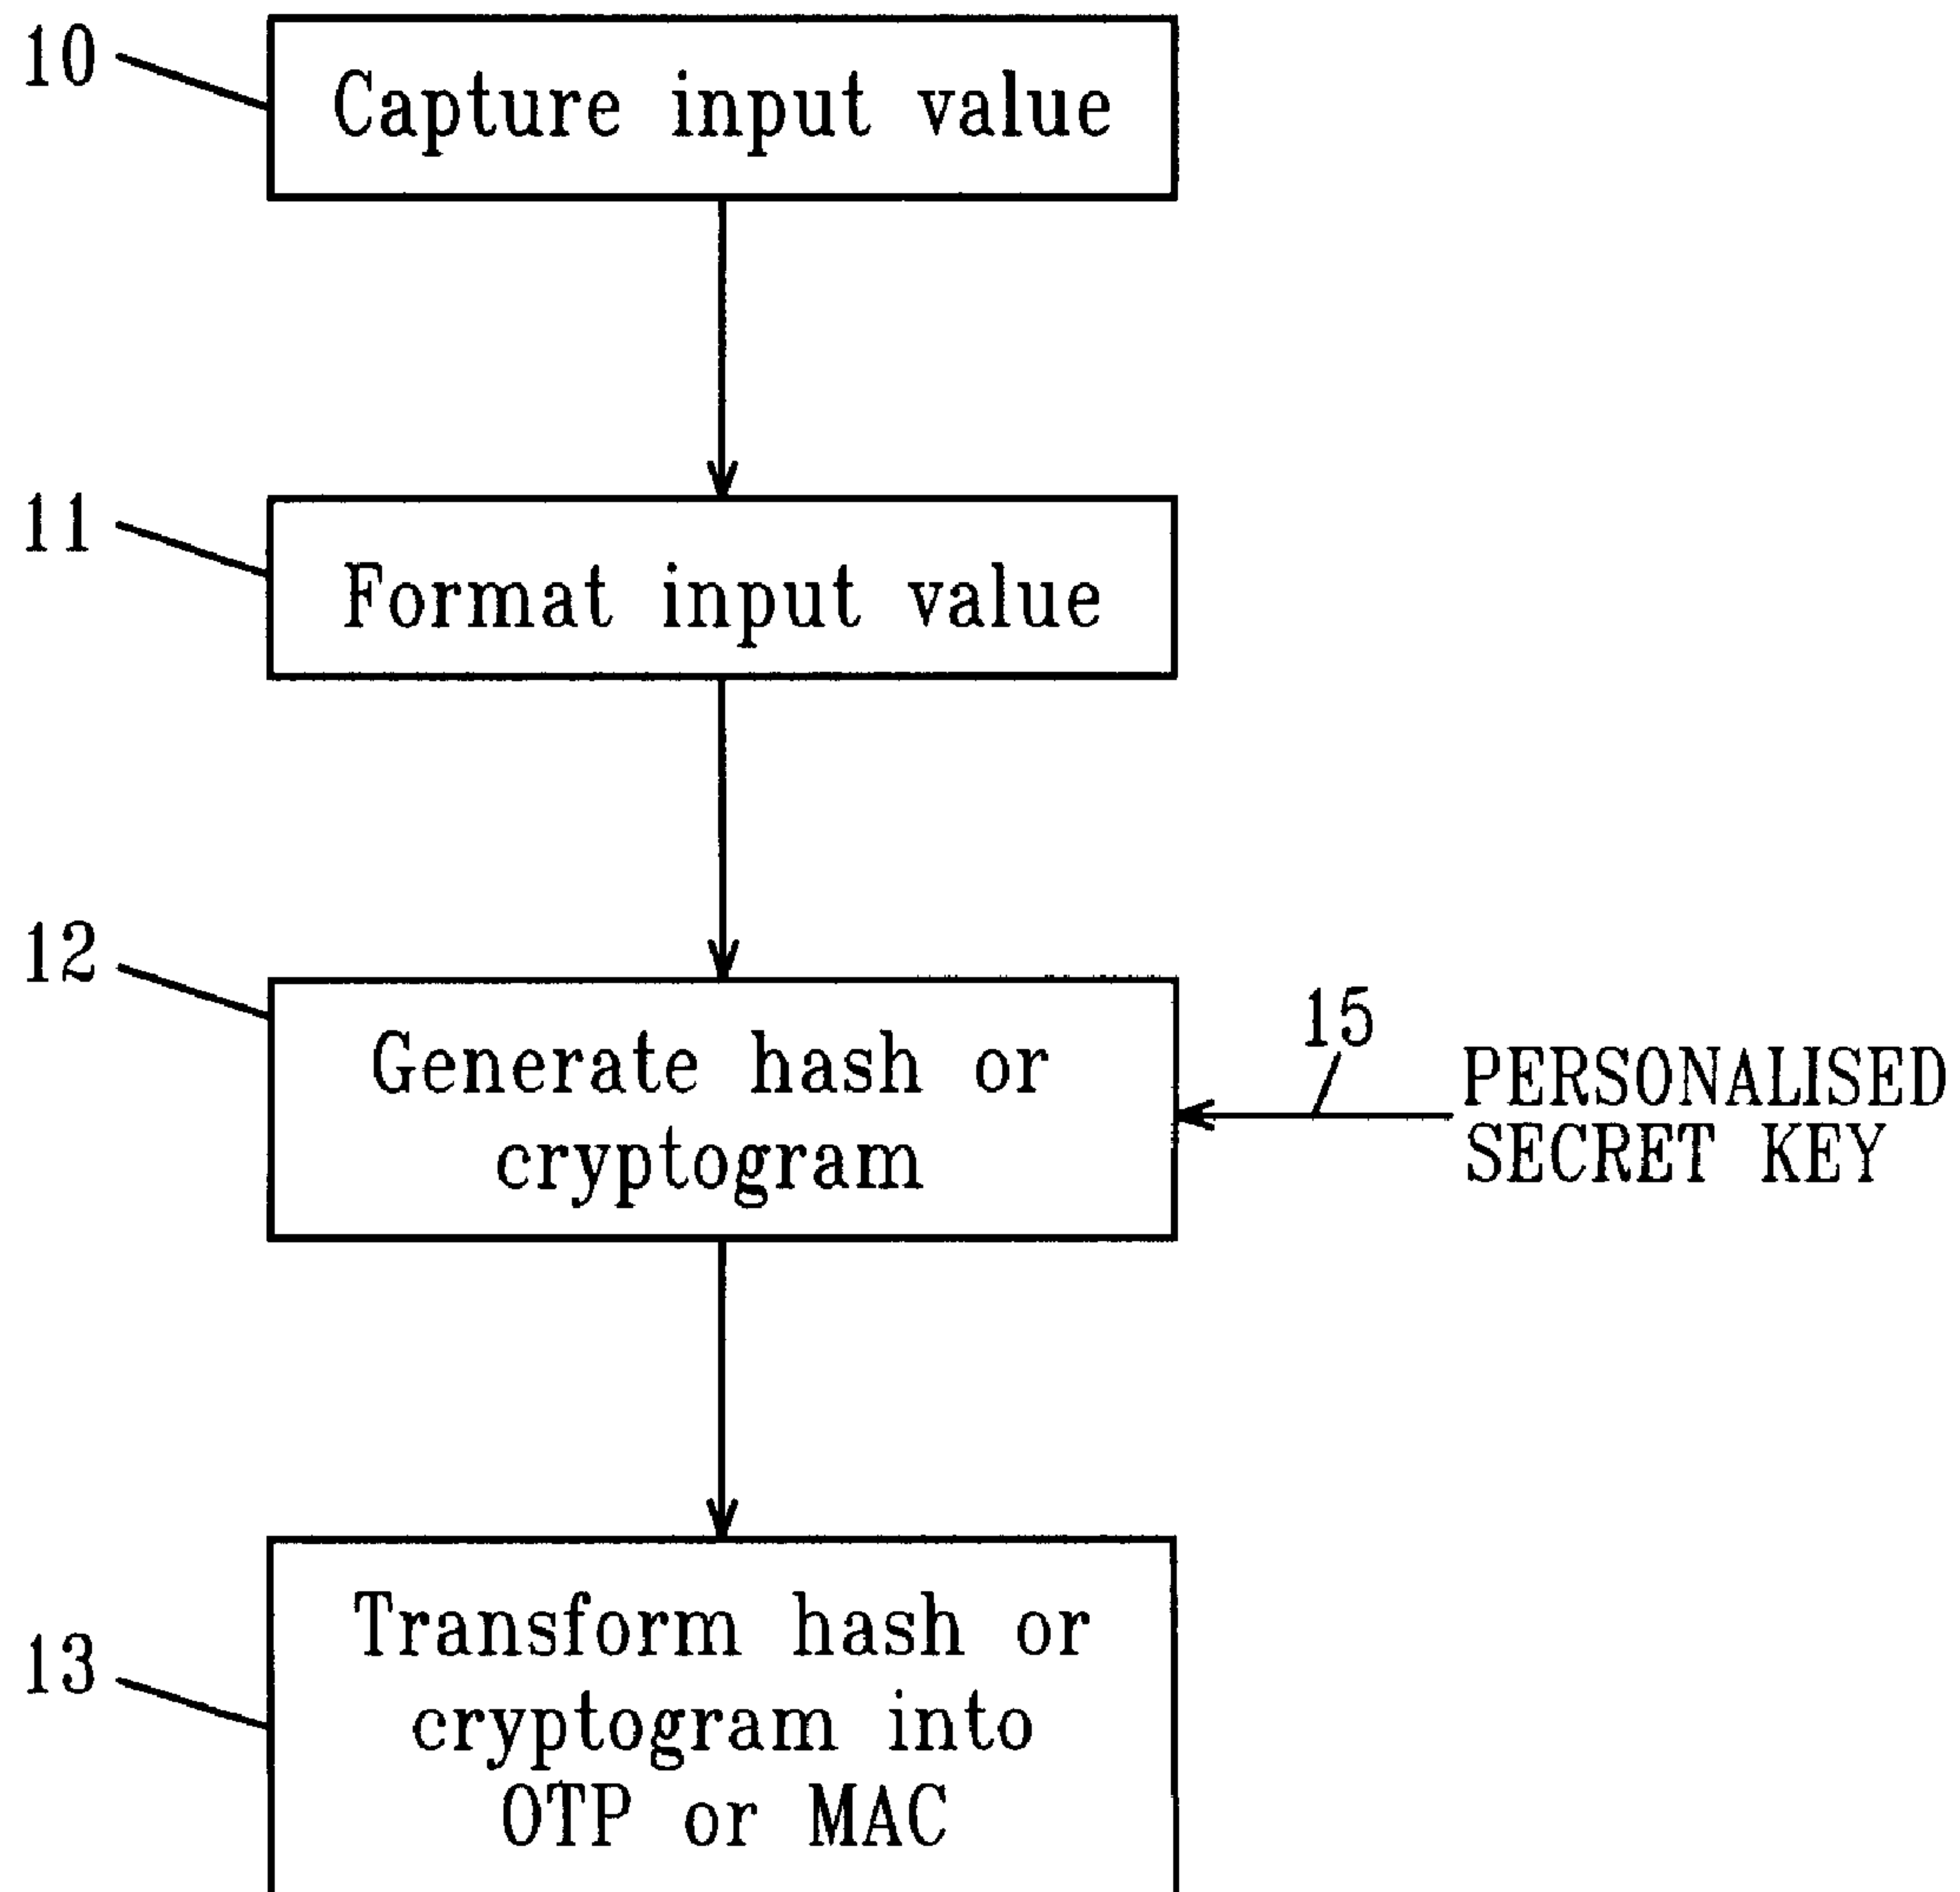 10
Capture input value
11
Format input value
12
Generate hash or
cryptogram
15
PERSONALISED
SECRET KEY
13
Transform hash or
cryptogram into
OTP or MAC